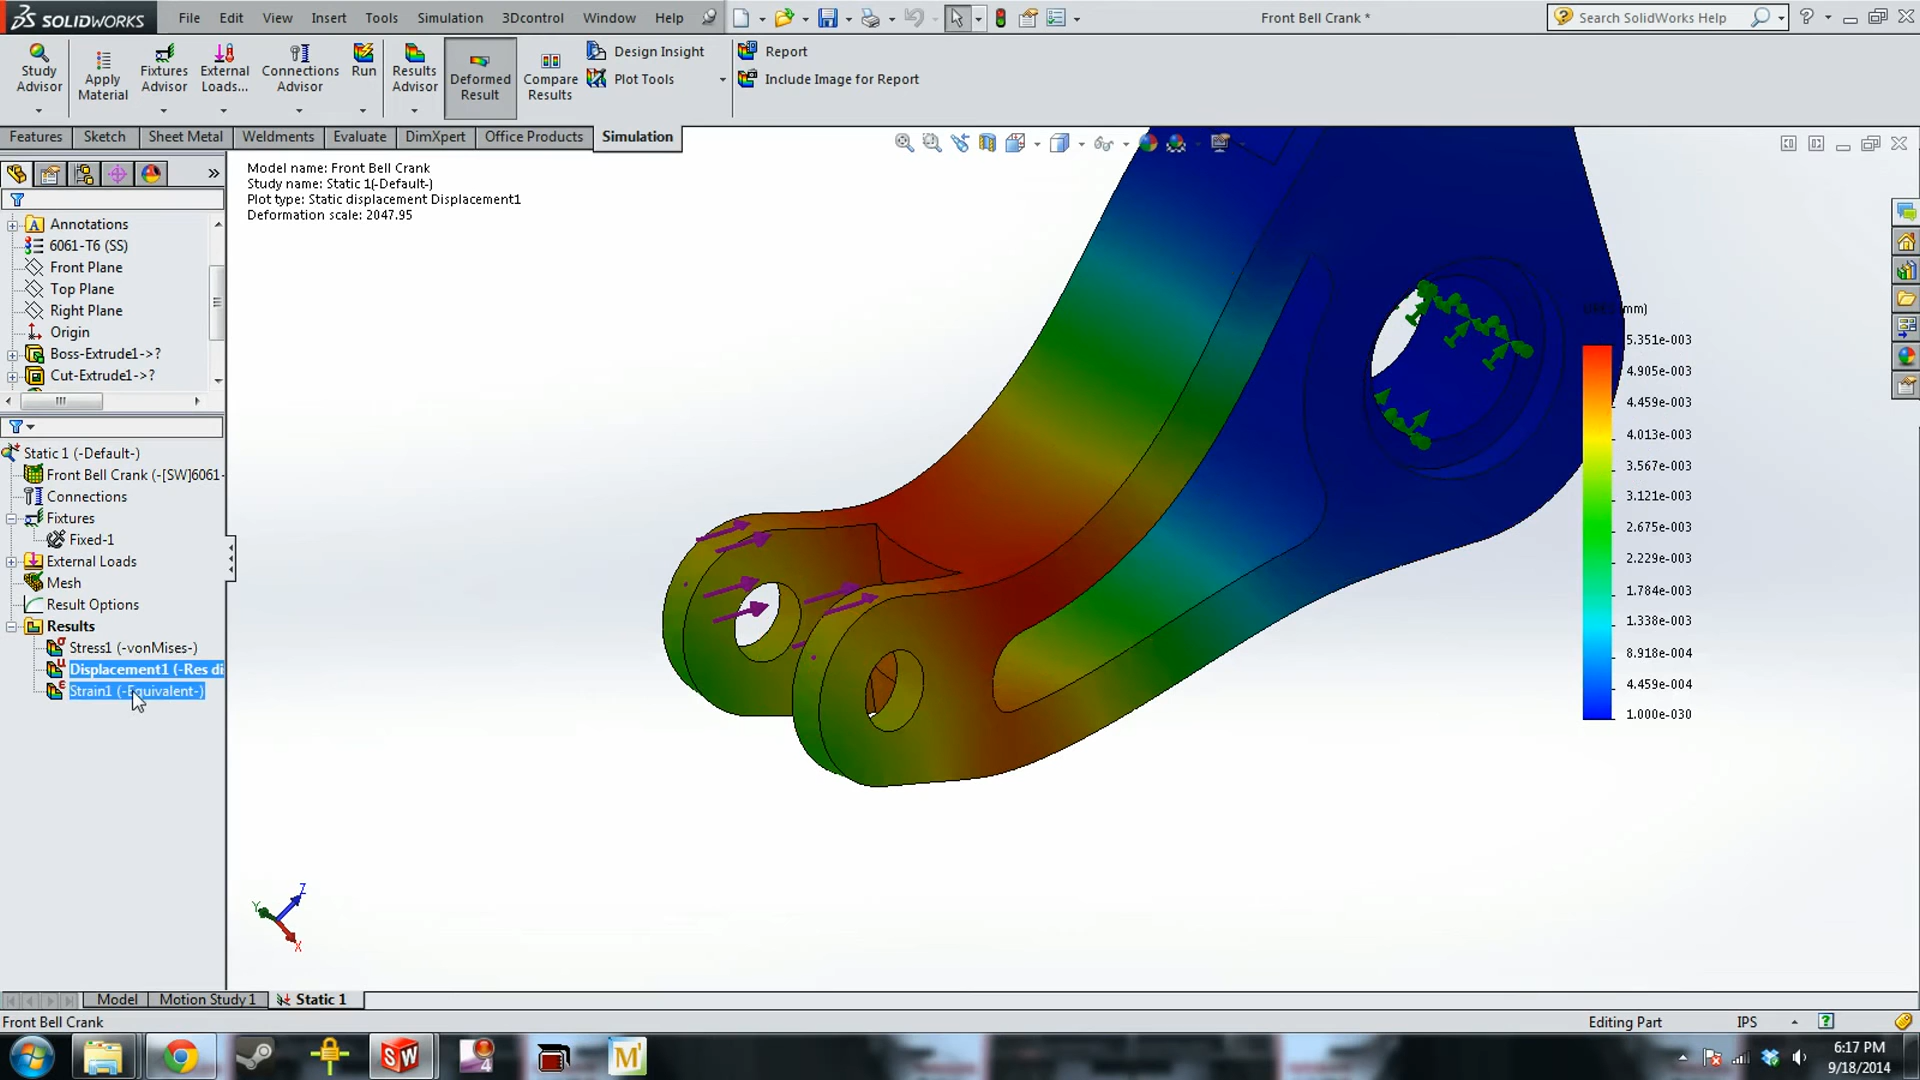 SOLIDWORKS File Edit View Insert Tools Simulation 3Dcontrol Window Help Front Bell Crank * Search SolidWorks Help
Study Advisor
Apply Material
Fixtures Advisor
External Loads...
Connections Advisor
Run
Results Advisor
Deformed Result
Compare Results
Design Insight
Plot Tools
Report
Include Image for Report
Features Sketch Sheet Metal Weldments Evaluate DimXpert Office Products Simulation
Model name: Front Bell Crank
Study name: Static 1(-Default-)
Plot type: Static displacement Displacement1
Deformation scale: 2047.95
Annotations
6061-T6 (SS)
Front Plane
Top Plane
Right Plane
Origin
Boss-Extrude1->?
Cut-Extrude1->?
Static 1 (-Default-)
Front Bell Crank (-[SW]6061-
Connections
Fixtures
Fixed-1
External Loads
Mesh
Result Options
Results
Stress1 (-vonMises-)
Displacement1 (-Res di
Strain1 (-Equivalent-)
(mm)
5.351e-003
4.905e-003
4.459e-003
4.013e-003
3.567e-003
3.121e-003
2.675e-003
2.229e-003
1.784e-003
1.338e-003
8.918e-004
4.459e-004
1.000e-030
Z
Y
X
Model Motion Study 1 Static 1
Front Bell Crank Editing Part IPS
SW
4
M
6:17 PM
9/18/2014